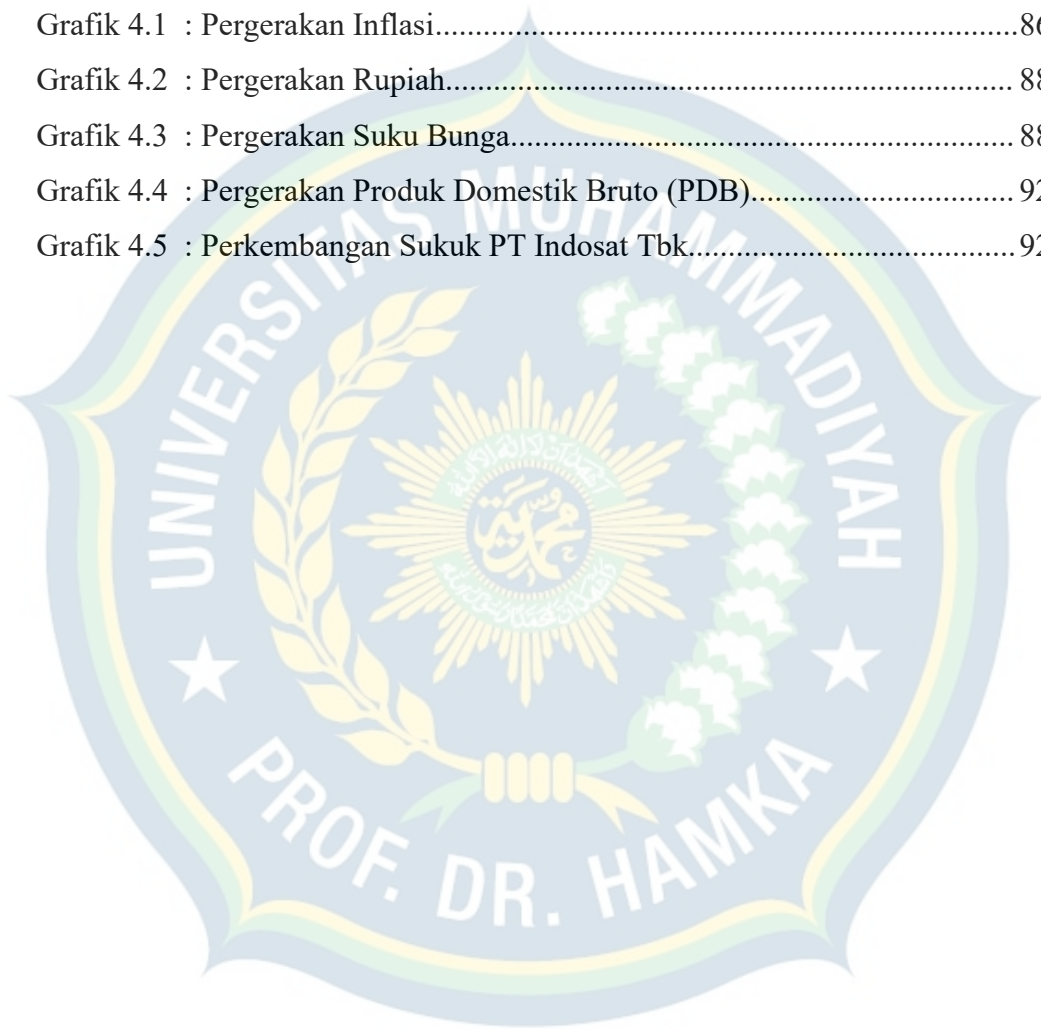 Grafik 4.1 : Pergerakan Inflasi..........................................................................86
Grafik 4.2 : Pergerakan Rupiah........................................................................ 88
Grafik 4.3 : Pergerakan Suku Bunga................................................................ 88
Grafik 4.4 : Pergerakan Produk Domestik Bruto (PDB)................................. 92
Grafik 4.5 : Perkembangan Sukuk PT Indosat Tbk.........................................92
UNIVERSITAS MUHAMMADIYAH
PROF. DR. HAMKA